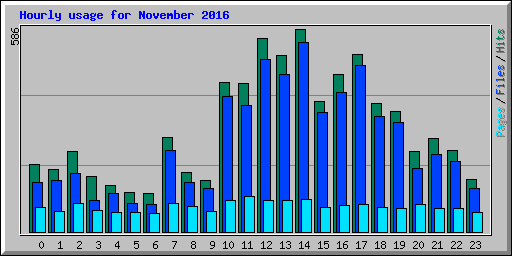 Hourly usage for November 2016
586
Pages / Files / Hits
0 1 2 3 4 5 6 7 8 9 10 11 12 13 14 15 16 17 18 19 20 21 22 23